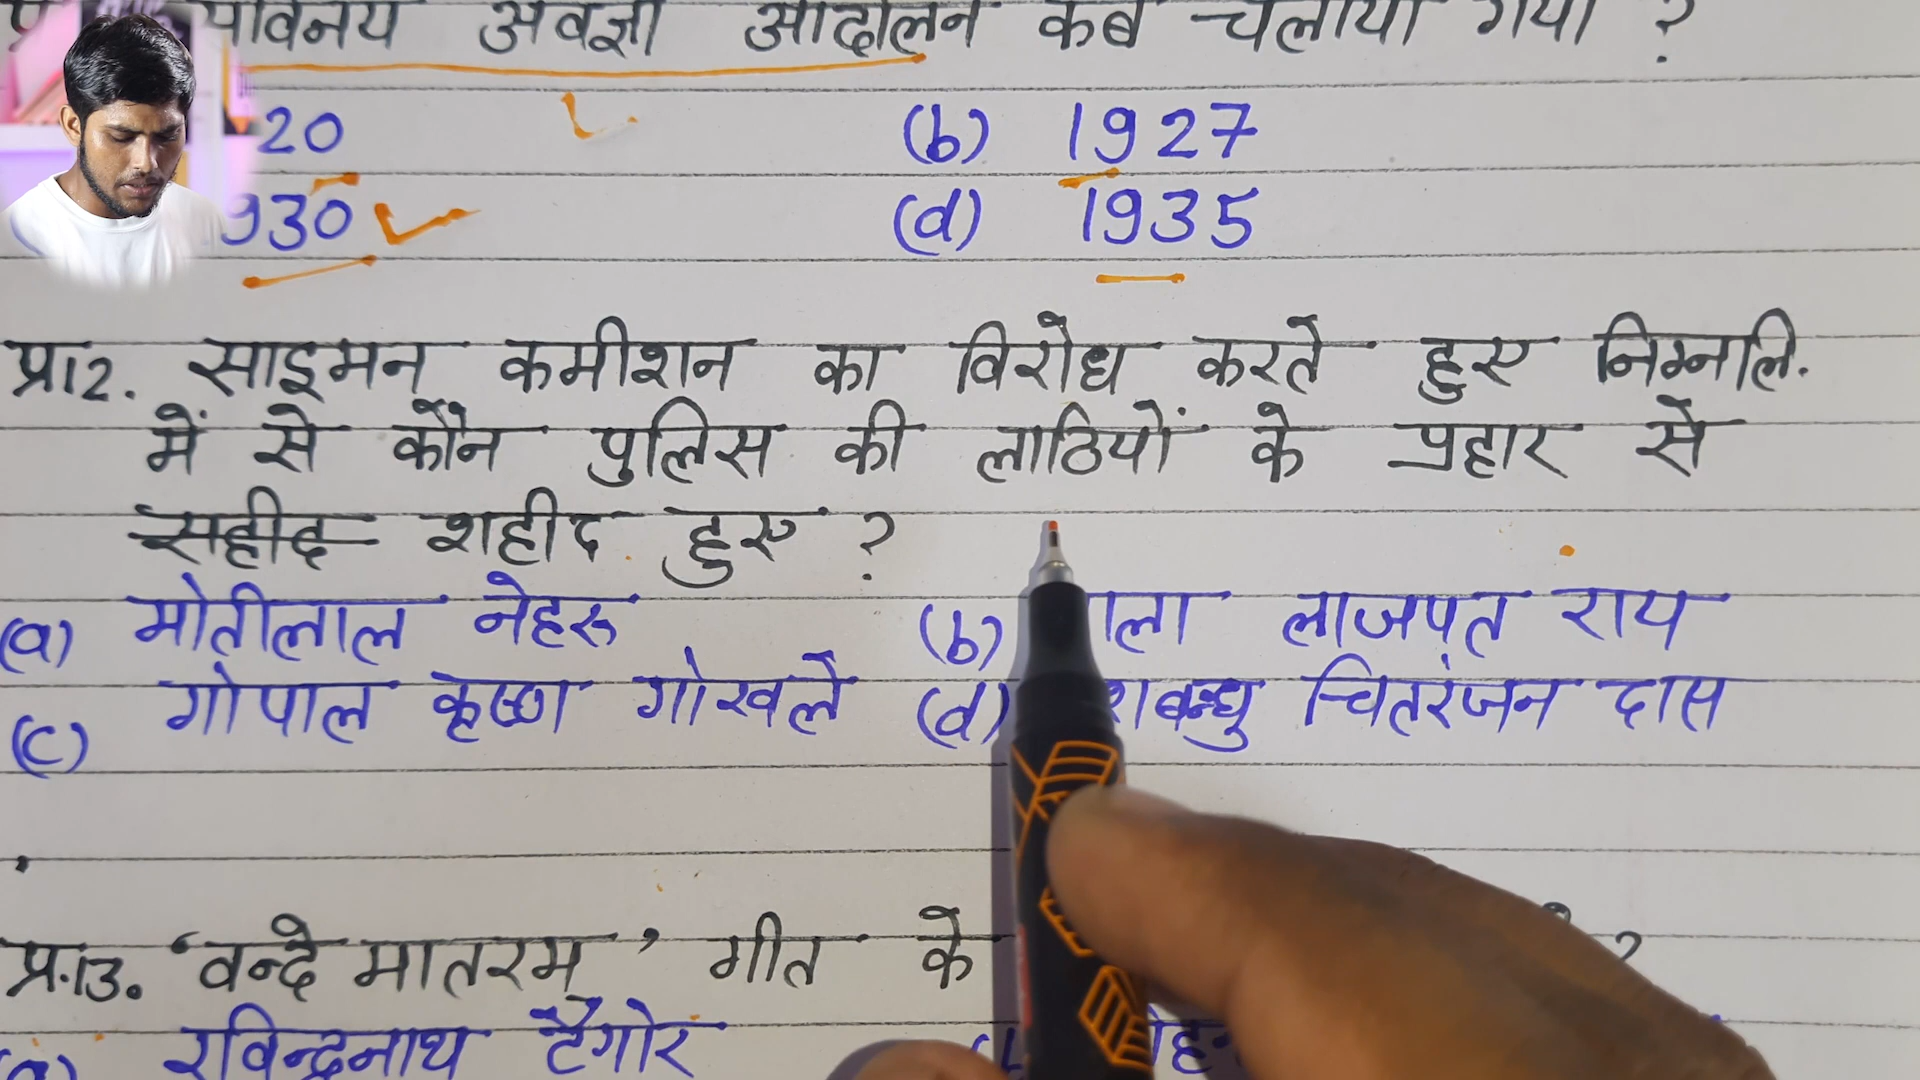 अवज्ञा आंदोलन कब चलाया गया ?
20 (b) 1927
930 (d) 1935
प्र12. साइमन कमीशन का विरोध करते हुए निम्नलि.
में से कौन पुलिस की लाठियों के प्रहार से
सहीद शहीद हुए ?
(a) मोतीलाल नेहरू (b) ला लाजपत राय
(c) गोपाल कृष्ण गोखले (d) शबन्धु चितरंजन दास
प्र.13. ‘वन्दे मातरम’ गीत के ?
रविन्द्रनाथ टैगोर